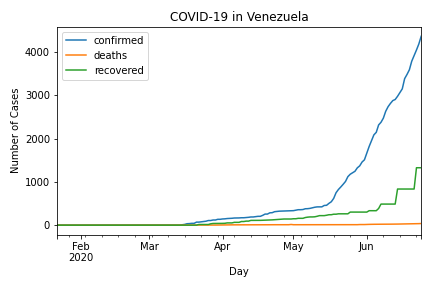 COVID-19 in Venezuela
confirmed
deaths
recovered
Number of Cases
4000
3000
2000
1000
0
Feb
2020
Mar
Apr
May
Jun
Day